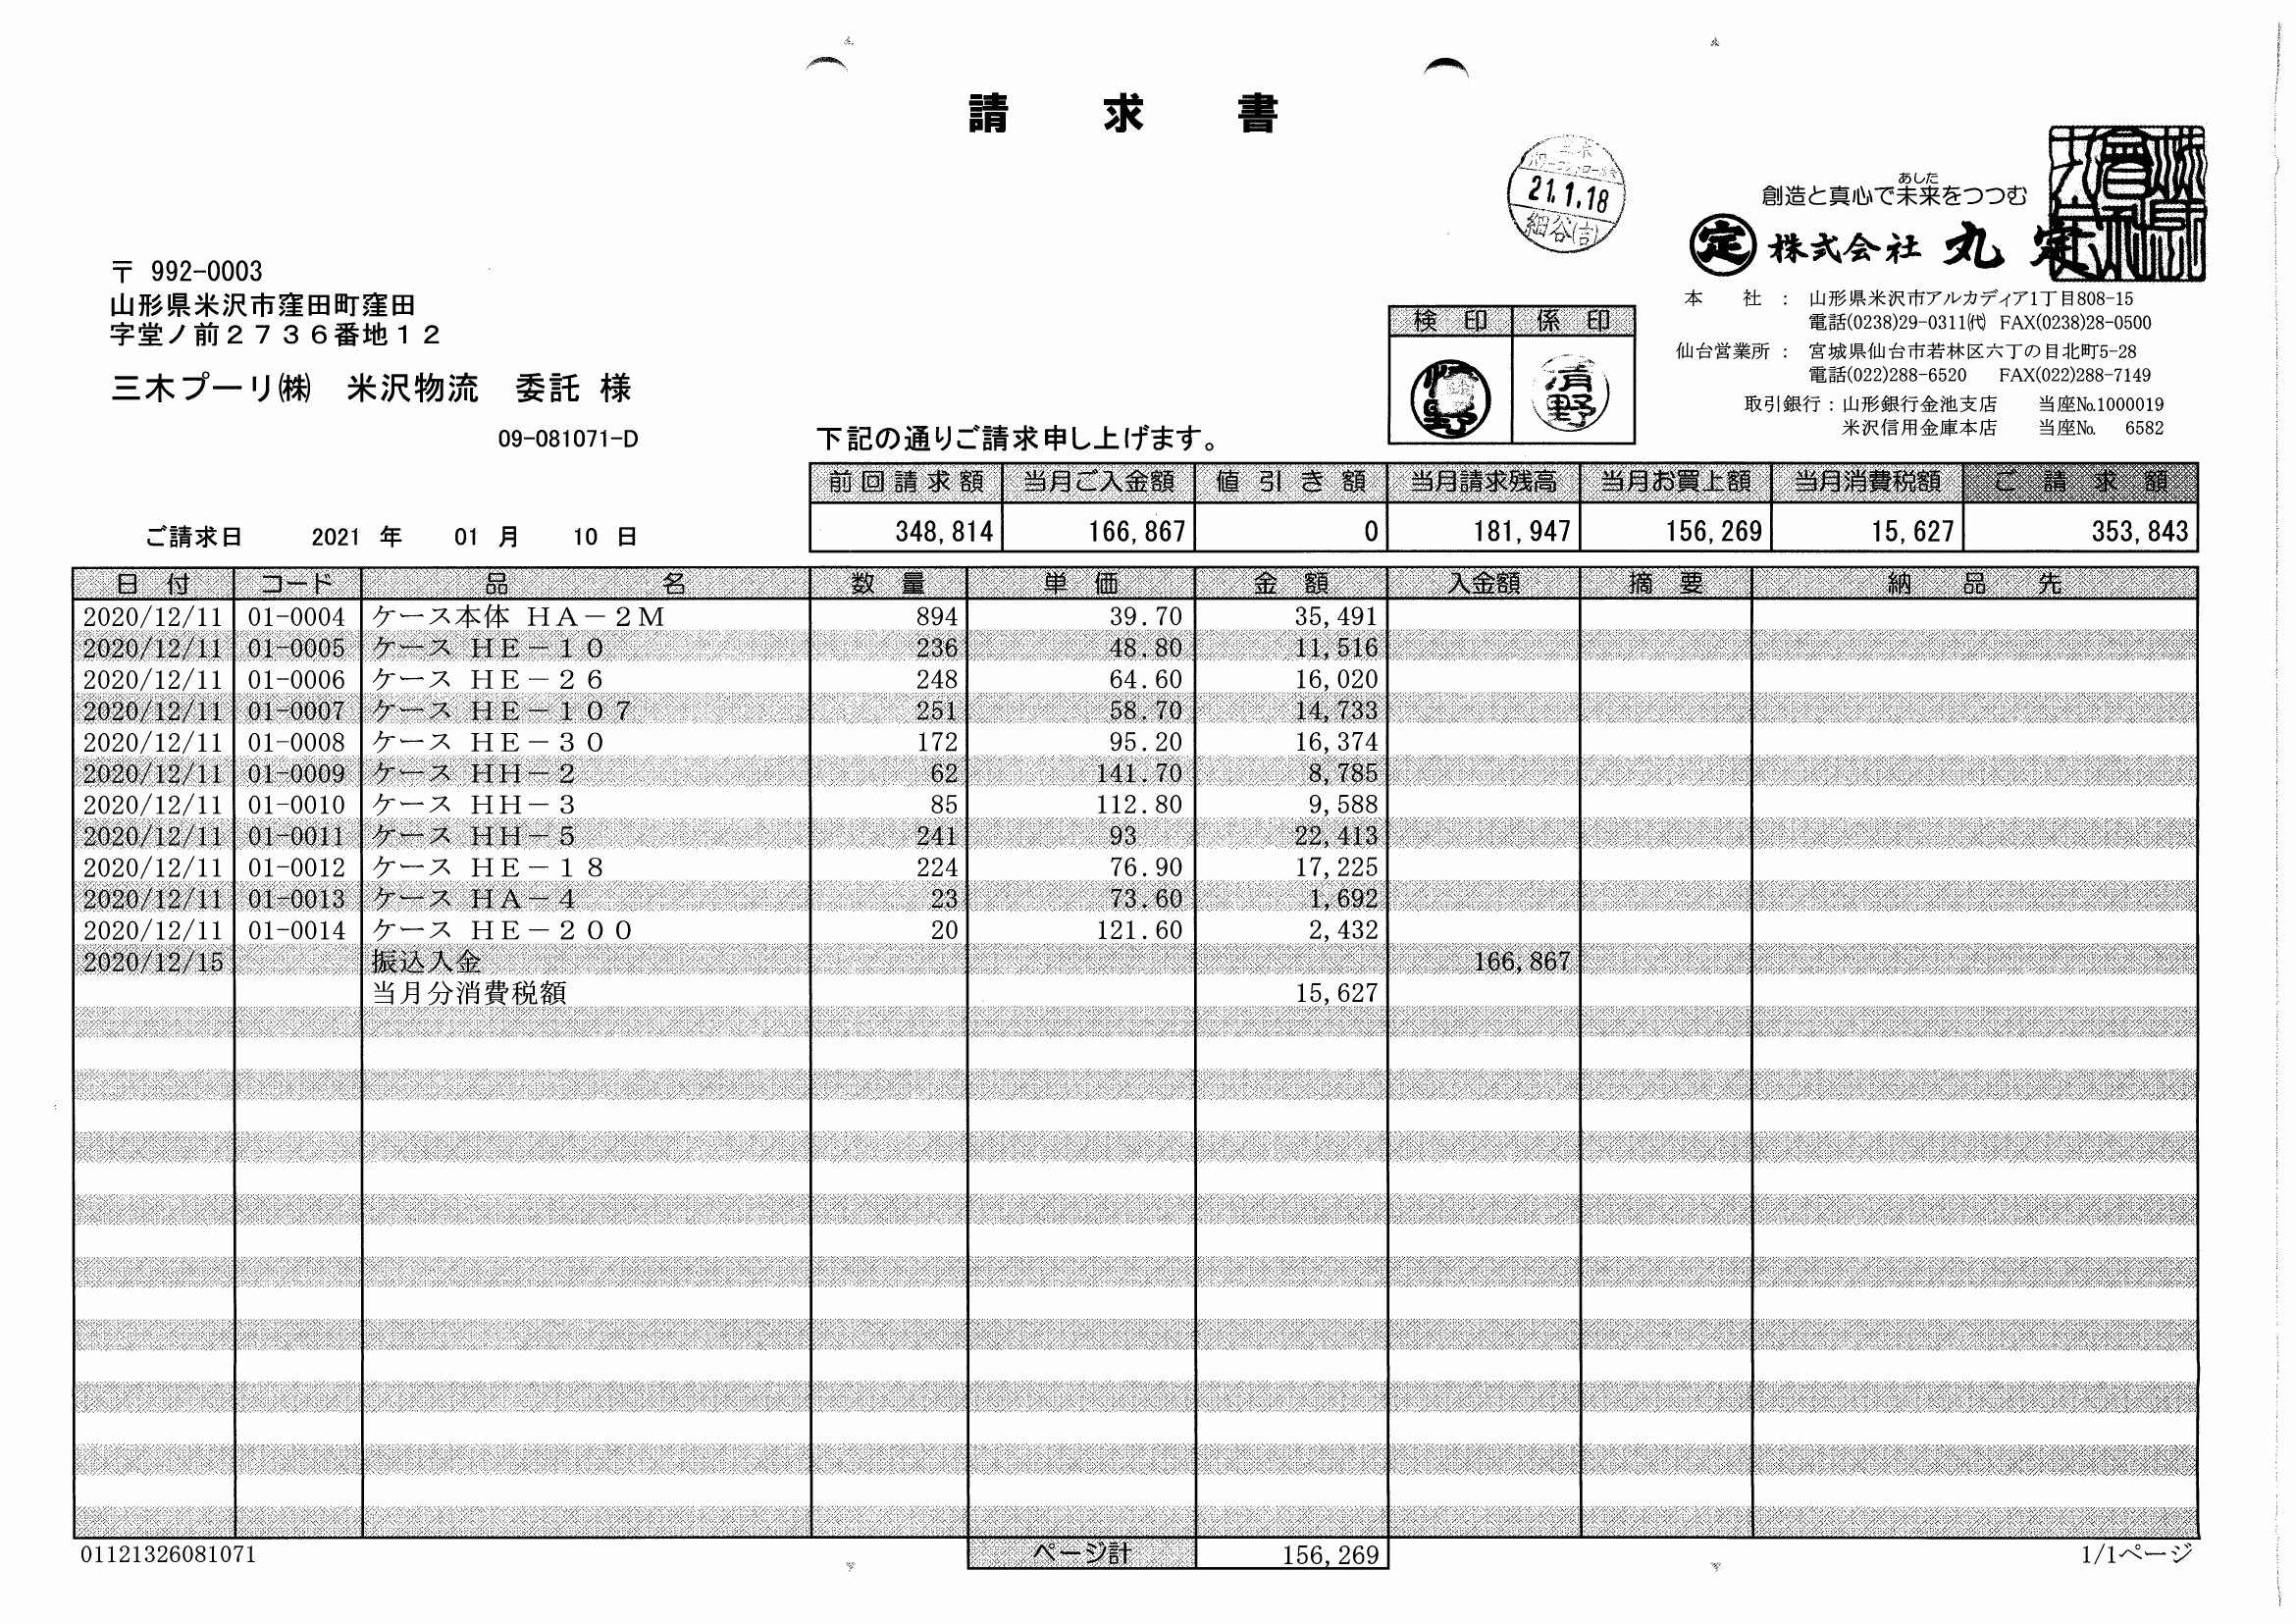 請求書
三木
21.1.18
細谷(吉)
あした
創造と真心で未来をつつむ
定 株式会社 丸定
〒 992-0003
山形県米沢市窪田町窪田
字堂ノ前２７３６番地１２
三木プーリ㈱ 米沢物流 委託 様
09-081071-D
本社 : 山形県米沢市アルカディア1丁目808-15
電話(0238)29-0311㈹ FAX(0238)28-0500
仙台営業所 : 宮城県仙台市若林区六丁の目北町5-28
電話(022)288-6520 FAX(022)288-7149
取引銀行 : 山形銀行金池支店 当座№1000019
米沢信用金庫本店 当座№ 6582
検印 係印
清野
下記の通りご請求申し上げます。
前回請求額 当月ご入金額 値引き額 当月請求残高 当月お買上額 当月消費税額 ご請求額
348,814 166,867 0 181,947 156,269 15,627 353,843
ご請求日 2021 年 01 月 10 日
日付 コード 品名 数量 単価 金額 入金額 摘要 納品先
2020/12/11 01-0004 ケース本体 ＨＡ－２Ｍ 894 39.70 35,491
2020/12/11 01-0005 ケース ＨＥ－１０ 236 48.80 11,516
2020/12/11 01-0006 ケース ＨＥ－２６ 248 64.60 16,020
2020/12/11 01-0007 ケース ＨＥ－１０７ 251 58.70 14,733
2020/12/11 01-0008 ケース ＨＥ－３０ 172 95.20 16,374
2020/12/11 01-0009 ケース ＨＨ－２ 62 141.70 8,785
2020/12/11 01-0010 ケース ＨＨ－３ 85 112.80 9,588
2020/12/11 01-0011 ケース ＨＨ－５ 241 93 22,413
2020/12/11 01-0012 ケース ＨＥ－１８ 224 76.90 17,225
2020/12/11 01-0013 ケース ＨＡ－４ 23 73.60 1,692
2020/12/11 01-0014 ケース ＨＥ－２００ 20 121.60 2,432
2020/12/15 振込入金 166,867
当月分消費税額 15,627
01121326081071 ページ計 156,269 1/1ページ